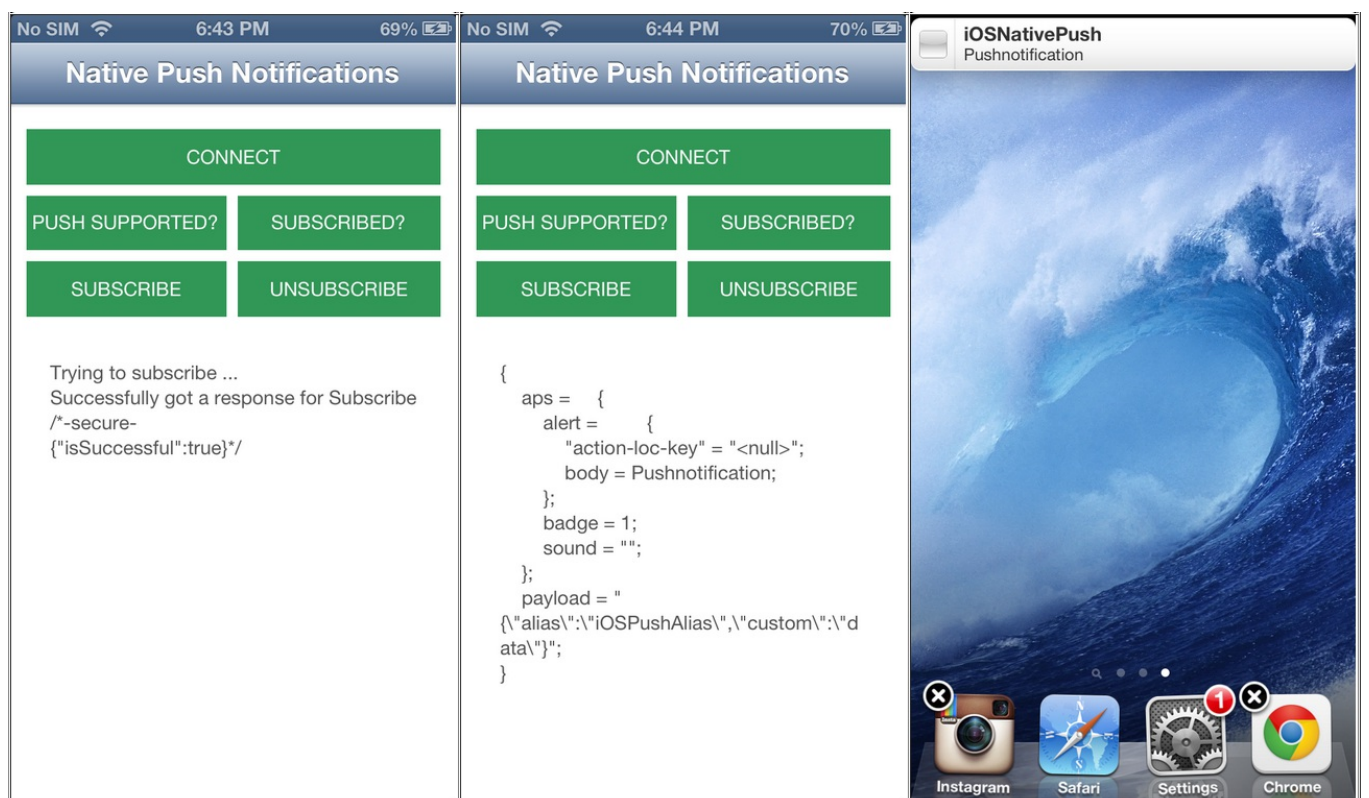 No SIM 6:43 PM 69%
Native Push Notifications
CONNECT
PUSH SUPPORTED? SUBSCRIBED?
SUBSCRIBE UNSUBSCRIBE
Trying to subscribe ...
Successfully got a response for Subscribe
/*-secure-
{"isSuccessful":true}*/
No SIM 6:44 PM 70%
Native Push Notifications
CONNECT
PUSH SUPPORTED? SUBSCRIBED?
SUBSCRIBE UNSUBSCRIBE
{
aps = {
alert = {
"action-loc-key" = "<null>";
body = Pushnotification;
};
badge = 1;
sound = "";
};
payload = "
{\"alias\":\"iOSPushAlias\",\"custom\":\"d
ata\"}";
}
iOSNativePush
Pushnotification
1
Instagram Safari Settings Chrome